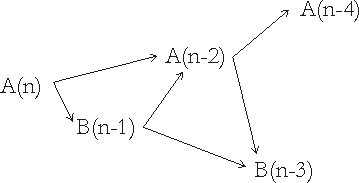 A(n-4)
A(n-2)
A(n)
B(n-1)
B(n-3)